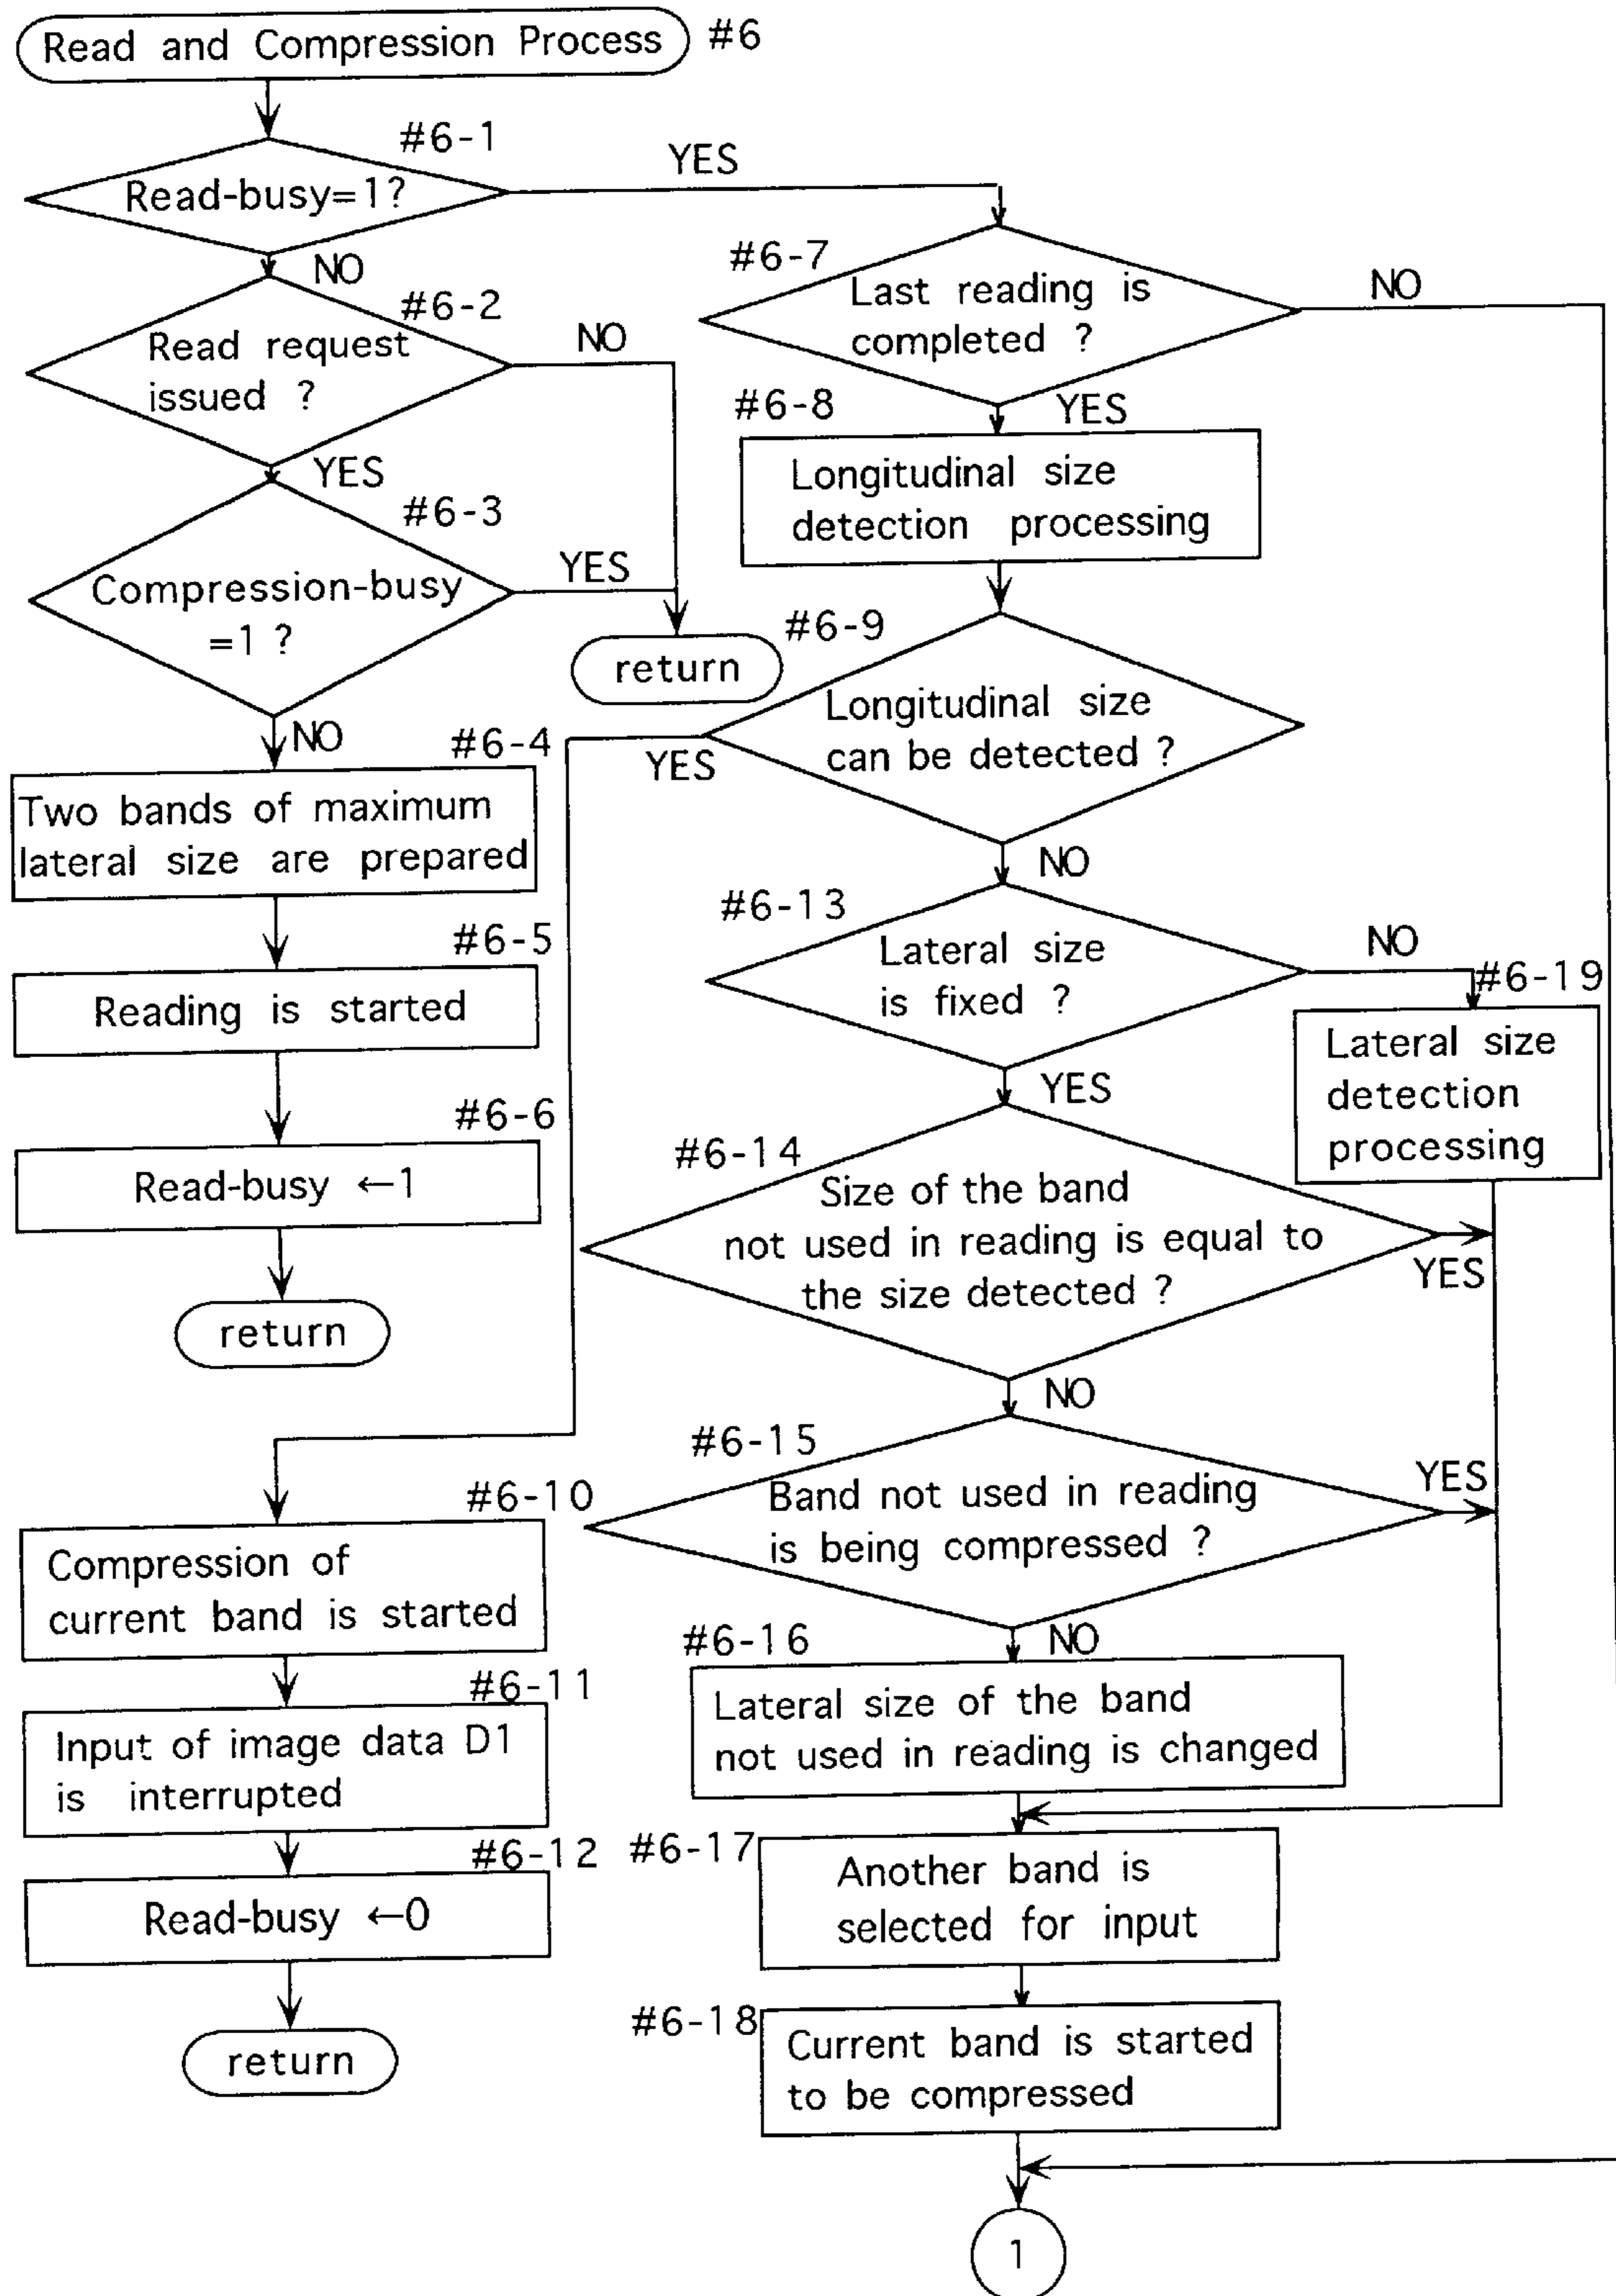 Read and Compression Process
#6
#6-1
Read-busy=1?
YES
NO
#6-2
Read request
issued ?
NO
YES
#6-3
Compression-busy
=1 ?
YES
return
NO
#6-4
Two bands of maximum
lateral size are prepared
#6-5
Reading is started
#6-6
Read-busy ←1
return
#6-7
Last reading is
completed ?
NO
YES
#6-8
Longitudinal size
detection processing
#6-9
Longitudinal size
can be detected ?
YES
NO
#6-10
Compression of
current band is started
#6-11
Input of image data D1
is interrupted
#6-12
Read-busy ←0
return
#6-13
Lateral size
is fixed ?
NO
#6-19
Lateral size
detection
processing
YES
#6-14
Size of the band
not used in reading is equal to
the size detected ?
YES
NO
#6-15
Band not used in reading
is being compressed ?
YES
NO
#6-16
Lateral size of the band
not used in reading is changed
#6-17
Another band is
selected for input
#6-18
Current band is started
to be compressed
1